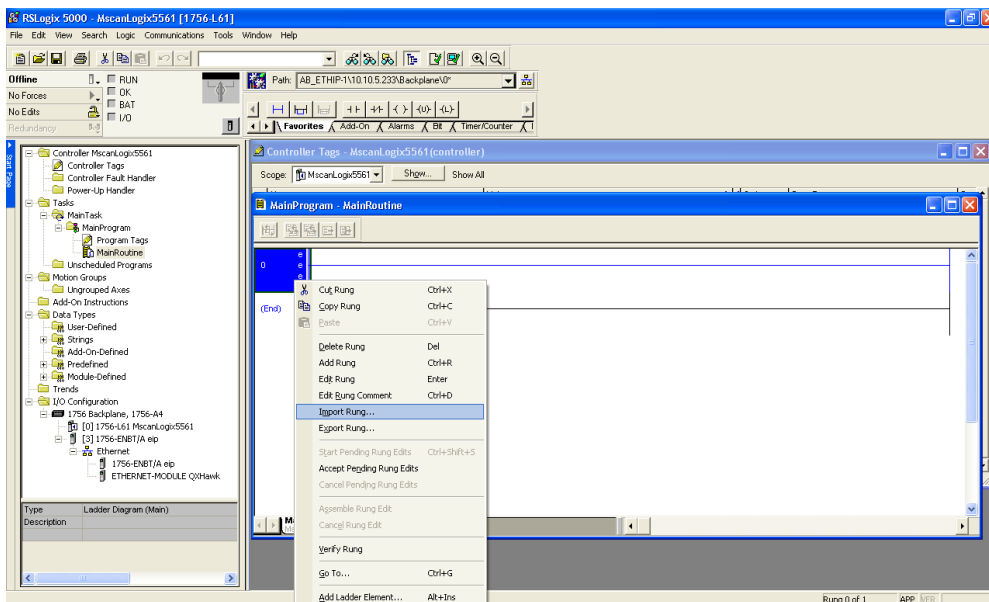 RSLogix 5000 - MscanLogix5561 [1756-L61]
File Edit View Search Logic Communications Tools Window Help
Offline RUN
No Forces OK
No Edits BAT
Redundancy I/O
Path: AB_ETHIP-1\10.10.5.233\Backplane\0*
Favorites Add-On Alarms Bit Timer/Counter
Start Page
Controller MscanLogix5561
Controller Tags
Controller Fault Handler
Power-Up Handler
Tasks
MainTask
MainProgram
Program Tags
MainRoutine
Unscheduled Programs
Motion Groups
Ungrouped Axes
Add-On Instructions
Data Types
User-Defined
Strings
Add-On-Defined
Predefined
Module-Defined
Trends
I/O Configuration
1756 Backplane, 1756-A4
[0] 1756-L61 MscanLogix5561
[3] 1756-ENBT/A eip
Ethernet
1756-ENBT/A eip
ETHERNET-MODULE QXHawk
Type Ladder Diagram (Main)
Description
Controller Tags - MscanLogix5561(controller)
Scope: MscanLogix5561 Show... Show All
MainProgram - MainRoutine
e
0 e
e
(End)
Cut Rung Ctrl+X
Copy Rung Ctrl+C
Paste Ctrl+V
Delete Rung Del
Add Rung Ctrl+R
Edit Rung Enter
Edit Rung Comment Ctrl+D
Import Rung...
Export Rung...
Start Pending Rung Edits Ctrl+Shift+S
Accept Pending Rung Edits
Cancel Pending Rung Edits
Assemble Rung Edit
Cancel Rung Edit
Verify Rung
Go To... Ctrl+G
Add Ladder Element... Alt+Ins
Rung 0 of 1 APP VER